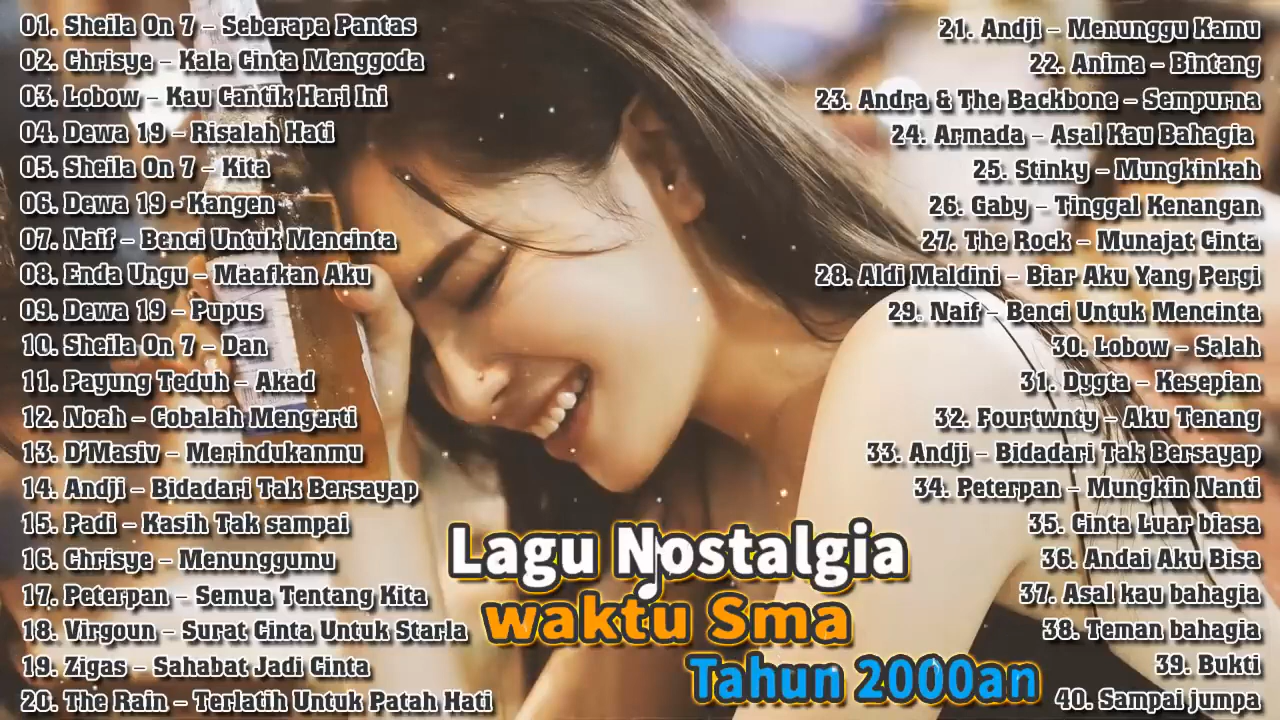 01. Sheila On 7 – Seberapa Pantas
02. Chrisye – Kala Cinta Menggoda
03. Lobow – Kau Cantik Hari Ini
04. Dewa 19 – Risalah Hati
05. Sheila On 7 – Kita
06. Dewa 19 - Kangen
07. Naif – Benci Untuk Mencinta
08. Enda Ungu – Maafkan Aku
09. Dewa 19 – Pupus
10. Sheila On 7 – Dan
11. Payung Teduh – Akad
12. Noah – Cobalah Mengerti
13. D'Masiv – Merindukanmu
14. Andji – Bidadari Tak Bersayap
15. Padi – Kasih Tak sampai
16. Chrisye – Menunggumu
17. Peterpan – Semua Tentang Kita
18. Virgoun – Surat Cinta Untuk Starla
19. Zigas – Sahabat Jadi Cinta
20. The Rain – Terlatih Untuk Patah Hati
21. Andji – Menunggu Kamu
22. Anima – Bintang
23. Andra & The Backbone – Sempurna
24. Armada – Asal Kau Bahagia
25. Stinky – Mungkinkah
26. Gaby – Tinggal Kenangan
27. The Rock – Munajat Cinta
28. Aldi Maldini – Biar Aku Yang Pergi
29. Naif – Benci Untuk Mencinta
30. Lobow – Salah
31. Dygta – Kesepian
32. Fourtwnty – Aku Tenang
33. Andji – Bidadari Tak Bersayap
34. Peterpan – Mungkin Nanti
35. Cinta Luar biasa
36. Andai Aku Bisa
37. Asal kau bahagia
38. Teman bahagia
39. Bukti
40. Sampai jumpa
Lagu Nostalgia
waktu Sma
Tahun 2000an